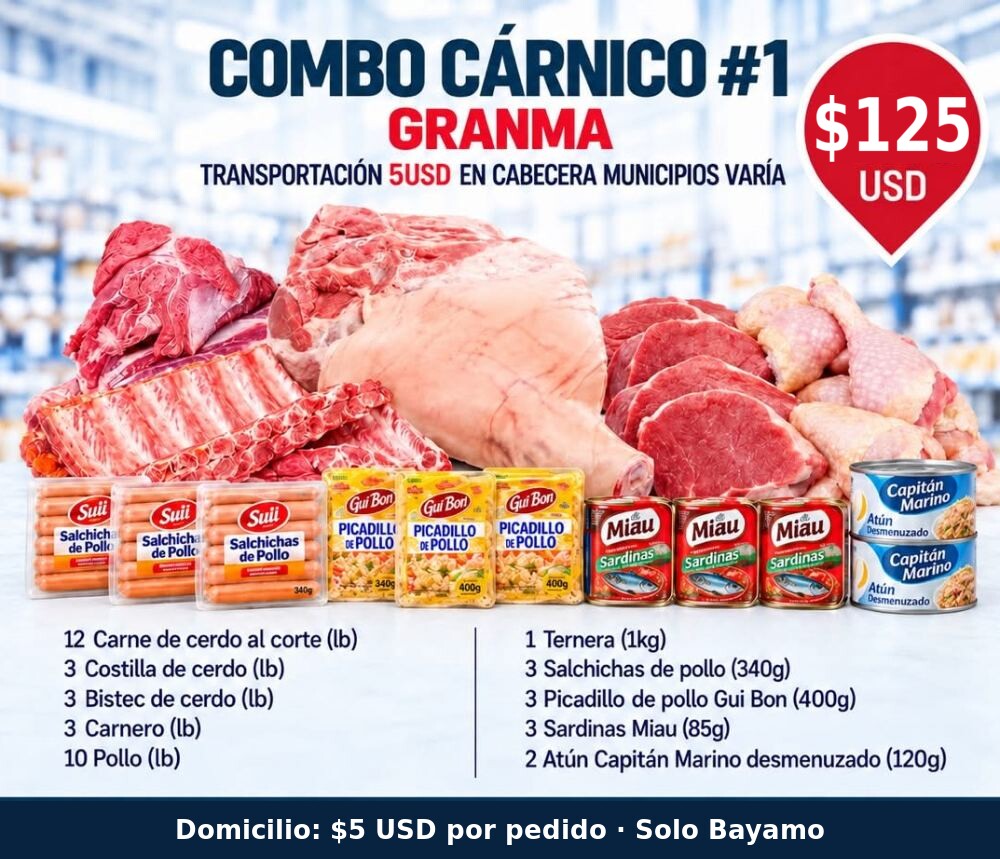 COMBO CÁRNICO #1
GRANMA
TRANSPORTACIÓN 5USD EN CABECERA MUNICIPIOS VARÍA
$125
USD
Suli
Salchichas de Pollo
Suli
Salchichas de Pollo
Suli
Salchichas de Pollo
340g
Gui Bon
PICADILLO DE POLLO
340g
Gui Bon
PICADILLO DE POLLO
400g
Gui Bon
PICADILLO DE POLLO
400g
Miau
Sardinas
Miau
Sardinas
Miau
Sardinas
Capitán Marino
Atún Desmenuzado
Capitán Marino
Atún Desmenuzado
12 Carne de cerdo al corte (lb)
3 Costilla de cerdo (lb)
3 Bistec de cerdo (lb)
3 Carnero (lb)
10 Pollo (lb)
1 Ternera (1kg)
3 Salchichas de pollo (340g)
3 Picadillo de pollo Gui Bon (400g)
3 Sardinas Miau (85g)
2 Atún Capitán Marino desmenuzado (120g)
Domicilio: $5 USD por pedido · Solo Bayamo